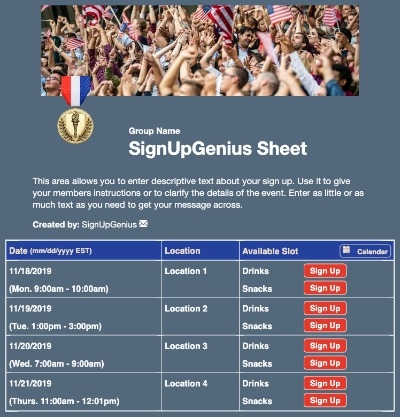 Group Name
SignUpGenius Sheet
This area allows you to enter descriptive text about your sign up. Use it to give
your members instructions or to clarify the details of the event. Enter as little or as
much text as you need to get your message across.
Created by: SignUpGenius
Date (mm/dd/yyyy EST) Location Available Slot Calendar
11/18/2019 Location 1 Drinks Sign Up
(Mon. 9:00am - 10:00am) Snacks Sign Up
11/19/2019 Location 2 Drinks Sign Up
(Tue. 1:00pm - 3:00pm) Snacks Sign Up
11/20/2019 Location 3 Drinks Sign Up
(Wed. 7:00am - 9:00am) Snacks Sign Up
11/21/2019 Location 4 Drinks Sign Up
(Thurs. 11:00am - 12:01pm) Snacks Sign Up